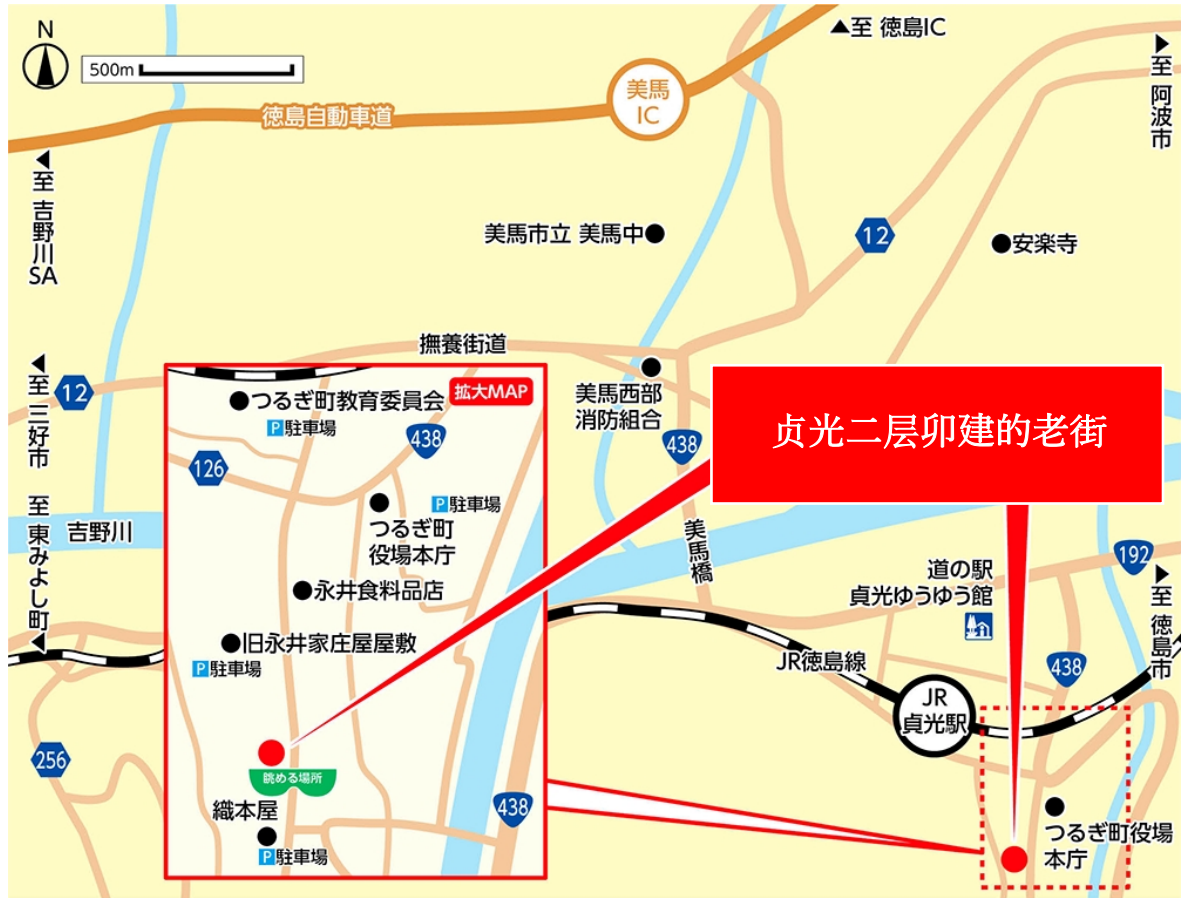 N
500m
▲至 徳島IC
美馬
IC
徳島自動車道
▲至 阿波市
▲至 吉野川SA
美馬市立 美馬中
12
安楽寺
撫養街道
▲至 三好市
12
美馬西部
消防組合
438
贞光二层卯建的老街
拡大MAP
つるぎ町教育委員会
P駐車場
438
126
P駐車場
つるぎ町
役場本庁
永井食料品店
旧永井家庄屋屋敷
P駐車場
眺める場所
織本屋
P駐車場
438
吉野川
至 東みよし町▼
美馬橋
192
道の駅
貞光ゆうゆう館
▲至 徳島市
JR徳島線
438
JR
貞光駅
256
つるぎ町役場
本庁